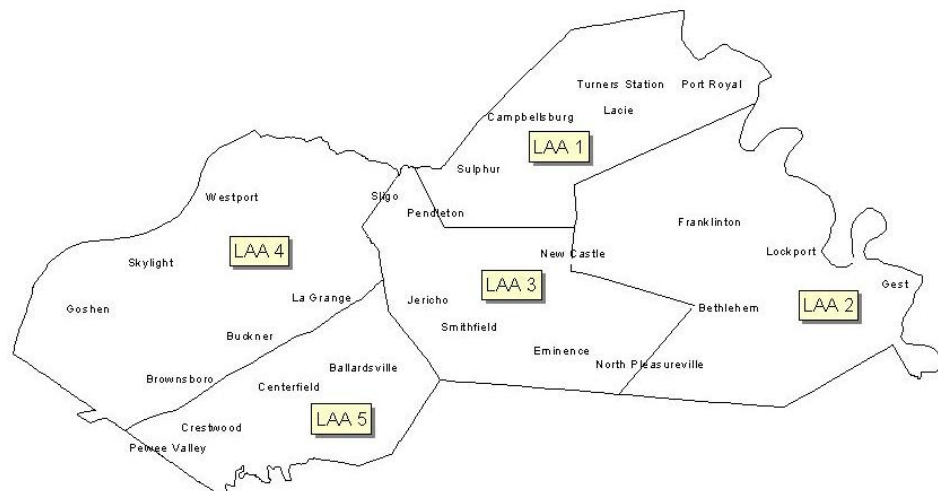 Turners Station
Port Royal
Campbellsburg
Lacie
LAA 1
Sulphur
Westport
Sligo
Pendleton
Franklinton
LAA 4
New Castle
Lockport
Skylight
LAA 3
Gest
La Grange
Jericho
LAA 2
Goshen
Bethlehem
Smithfield
Buckner
Eminence
North Pleasureville
Ballardsville
Brownsboro
Centerfield
LAA 5
Crestwood
Pewee Valley